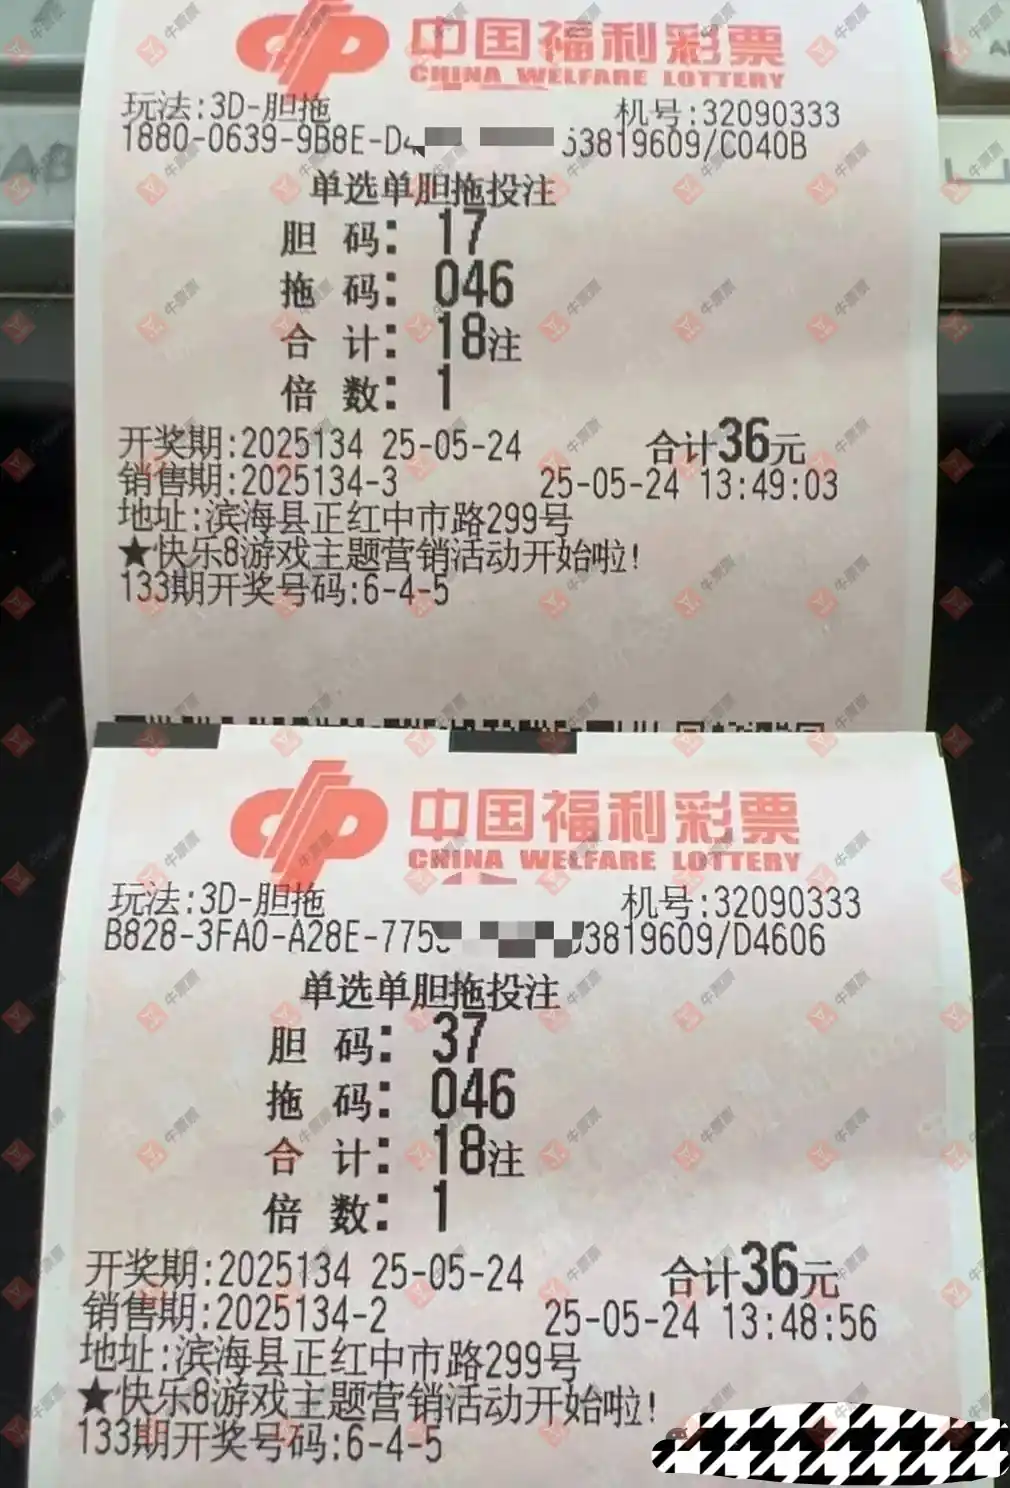 中国福利彩票
CHINA WELFARE LOTTERY
玩法:3D-胆拖 机号:32090333
1880-0639-9B8E-D4 53819609/C040B
单选单胆拖投注
胆 码: 17
拖 码: 046
合 计: 18注
倍 数: 1
开奖期:2025134 25-05-24 合计36元
销售期:2025134-3 25-05-24 13:49:03
地址:滨海县正红中市路299号
★快乐8游戏主题营销活动开始啦!
133期开奖号码:6-4-5
中国福利彩票
CHINA WELFARE LOTTERY
玩法:3D-胆拖 机号:32090333
B828-3FA0-A28E-775 3819609/D4606
单选单胆拖投注
胆 码: 37
拖 码: 046
合 计: 18注
倍 数: 1
开奖期:2025134 25-05-24 合计36元
销售期:2025134-2 25-05-24 13:48:56
地址:滨海县正红中市路299号
★快乐8游戏主题营销活动开始啦!
133期开奖号码:6-4-5
牛票票